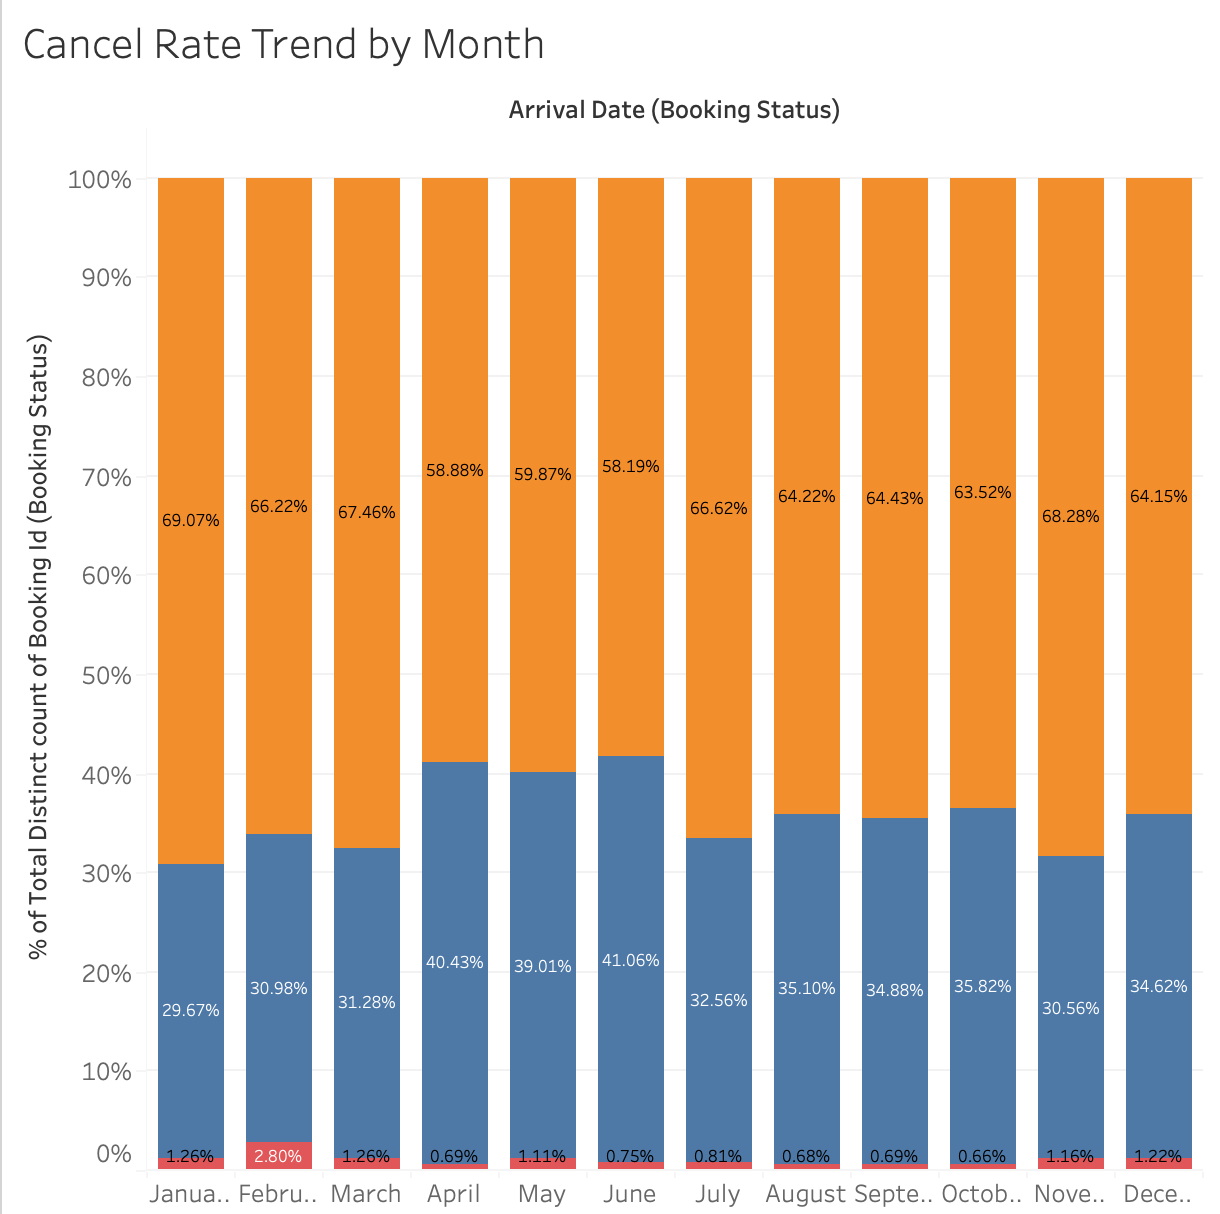 Cancel Rate Trend by Month
Arrival Date (Booking Status)
% of Total Distinct count of Booking Id (Booking Status)
100%
90%
80%
70%
60%
50%
40%
30%
20%
10%
0%
69.07% 66.22% 67.46% 58.88% 59.87% 58.19% 66.62% 64.22% 64.43% 63.52% 68.28% 64.15%
29.67% 30.98% 31.28% 40.43% 39.01% 41.06% 32.56% 35.10% 34.88% 35.82% 30.56% 34.62%
1.26% 2.80% 1.26% 0.69% 1.11% 0.75% 0.81% 0.68% 0.69% 0.66% 1.16% 1.22%
Janua.. Febru.. March April May June July August Septe.. Octob.. Nove.. Dece..